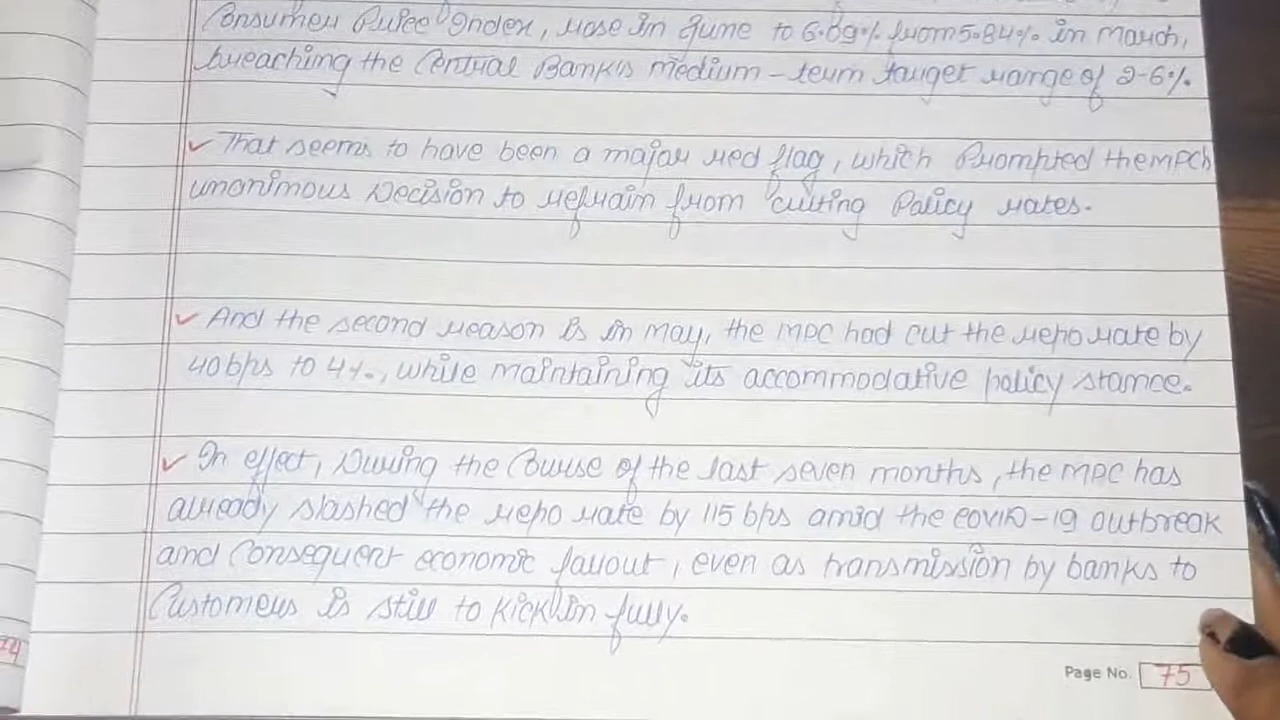 Consumer Price Index, rose in June to 6.09% from 5.84% in march,
breaching the Central Bank's medium-term target range of 2-6%.
✓ That seems to have been a major red flag, which Prompted the MPC's
unanimous Decision to refrain from cutting Policy rates.
✓ And the second reason is in may, the MPC had cut the repo rate by
40 bps to 4%., while maintaining its accommodative policy stance.
✓ In effect, During the Course of the last seven months, the MPC has
already slashed the repo rate by 115 bps amid the COVID-19 outbreak
and Consequent economic fallout, even as transmission by banks to
Customers is still to kick in fully.
Page No. 75
74